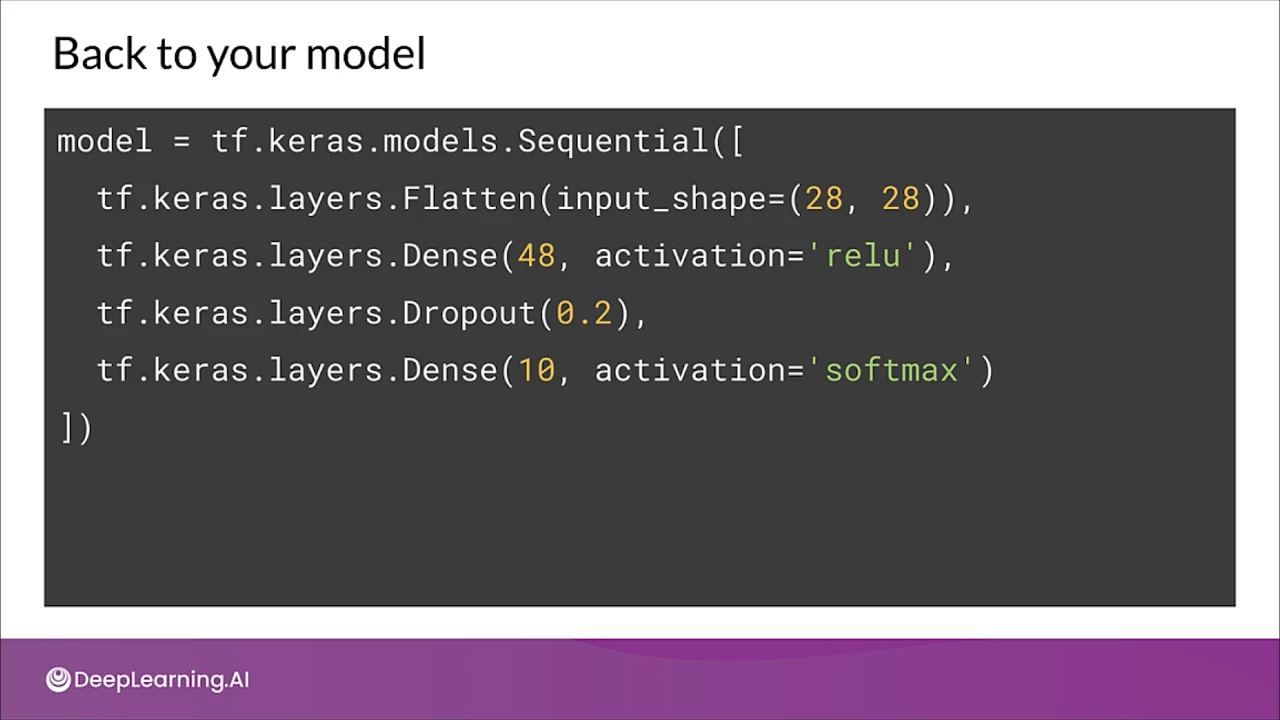 Back to your model
model = tf.keras.models.Sequential([
  tf.keras.layers.Flatten(input_shape=(28, 28)),
  tf.keras.layers.Dense(48, activation='relu'),
  tf.keras.layers.Dropout(0.2),
  tf.keras.layers.Dense(10, activation='softmax')
])
DeepLearning.AI